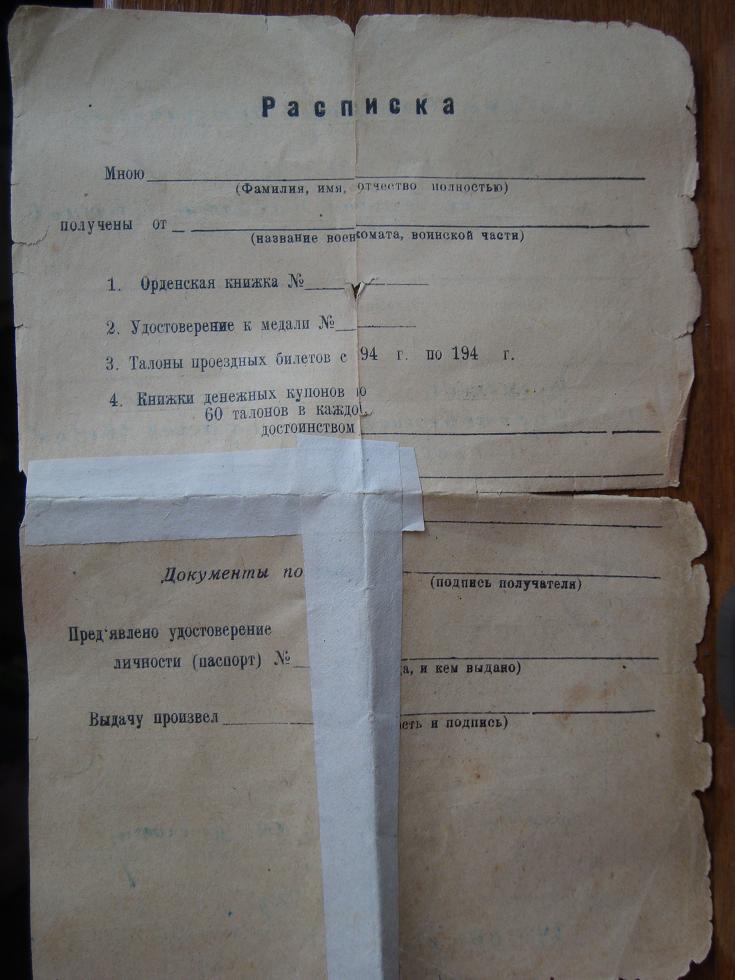 Расписка
Мною
(Фамилия, имя, отчество полностью)
получены от
(название военкомата, воинской части)
1. Орденская книжка №
2. Удостоверение к медали №
3. Талоны проездных билетов с 94 г. по 194 г.
4. Книжки денежных купонов по
60 талонов в каждо
достоинством
Документы по
(подпись получателя)
Пред'явлено удостоверение
личности (паспорт) №
а, и кем выдано)
Выдачу произвел
сть и подпись)